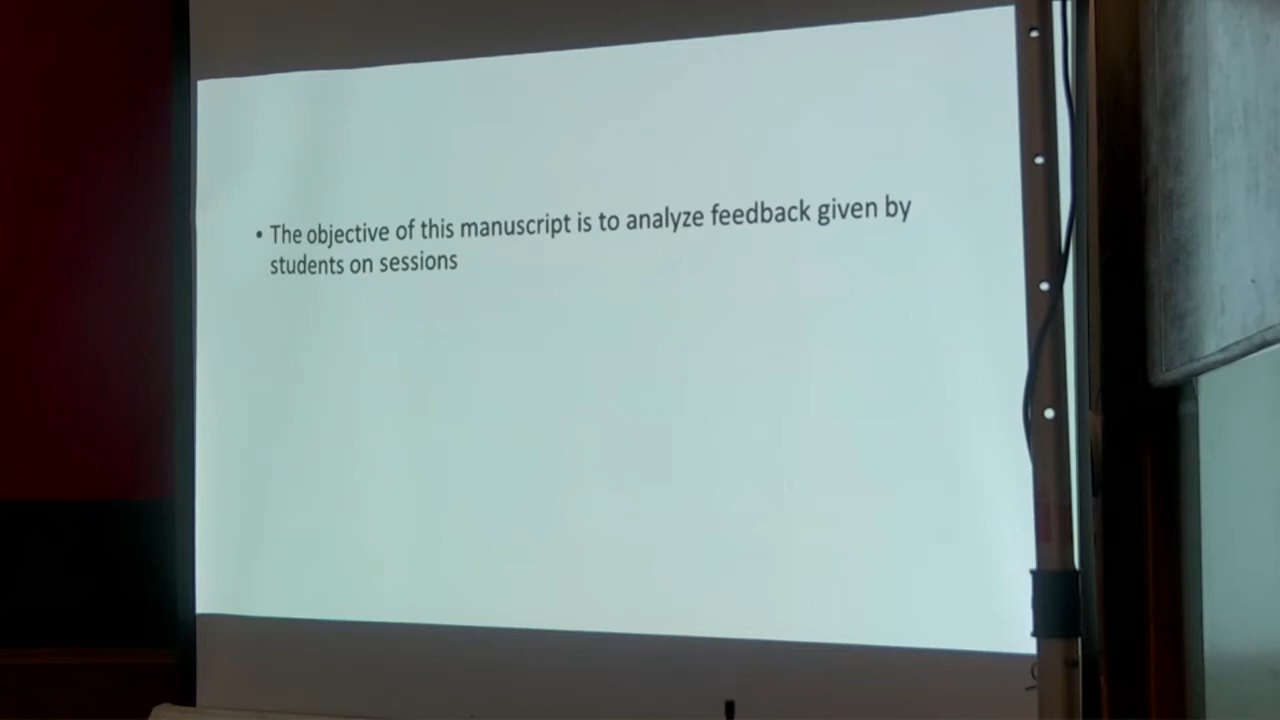 • The objective of this manuscript is to analyze feedback given by
students on sessions